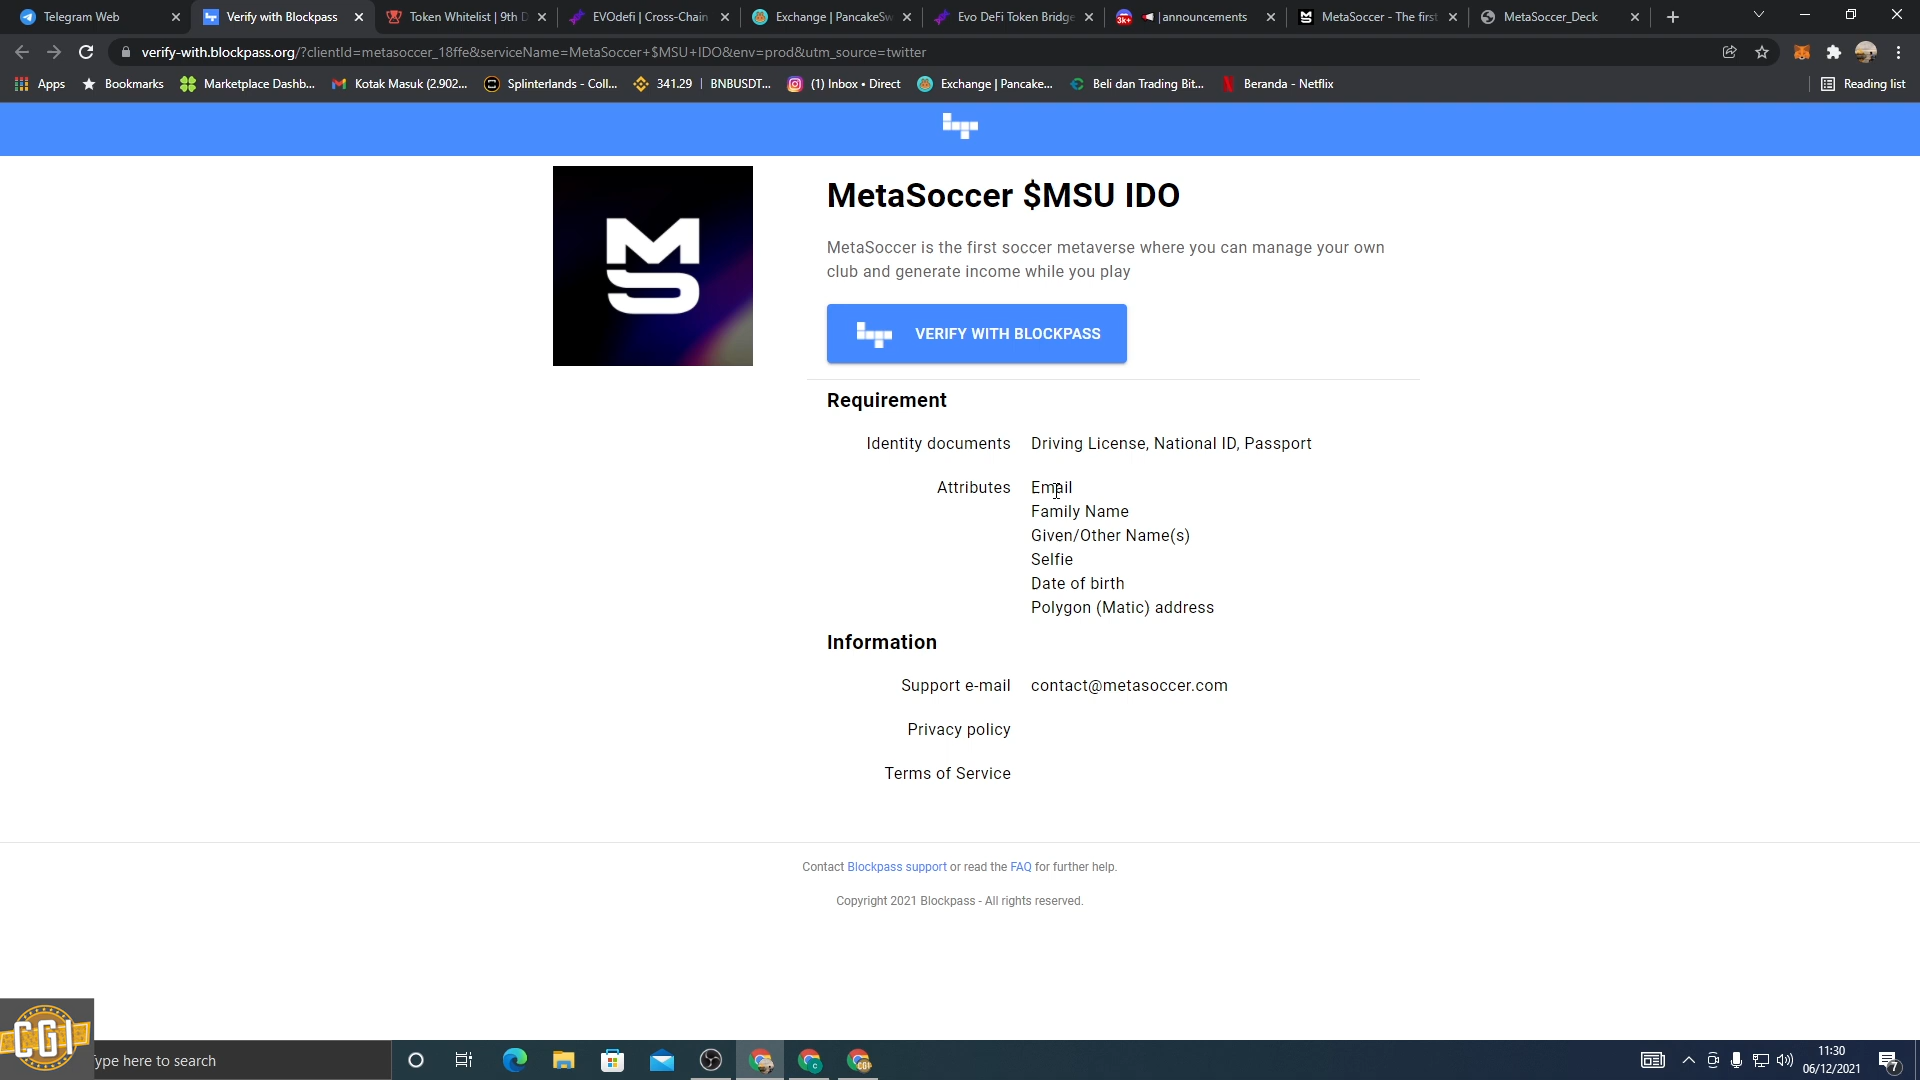 Telegram Web
Verify with Blockpass
Token Whitelist | 9th D
EVOdefi | Cross-Chain
Exchange | PancakeSw
Evo DeFi Token Bridge
3k+
| announcements
MetaSoccer - The first
MetaSoccer_Deck
verify-with.blockpass.org/?clientId=metasoccer_18ffe&serviceName=MetaSoccer+$MSU+IDO&env=prod&utm_source=twitter
Apps
Bookmarks
Marketplace Dashb...
Kotak Masuk (2.902...
Splinterlands - Coll...
341.29 | BNBUSDT...
(1) Inbox • Direct
Exchange | Pancake...
Beli dan Trading Bit...
Beranda - Netflix
Reading list
MS
MetaSoccer $MSU IDO
MetaSoccer is the first soccer metaverse where you can manage your own
club and generate income while you play
VERIFY WITH BLOCKPASS
Requirement
Identity documents Driving License, National ID, Passport
Attributes Email
Family Name
Given/Other Name(s)
Selfie
Date of birth
Polygon (Matic) address
Information
Support e-mail contact@metasoccer.com
Privacy policy
Terms of Service
Contact Blockpass support or read the FAQ for further help.
Copyright 2021 Blockpass - All rights reserved.
CGI
ype here to search
11:30
06/12/2021
7